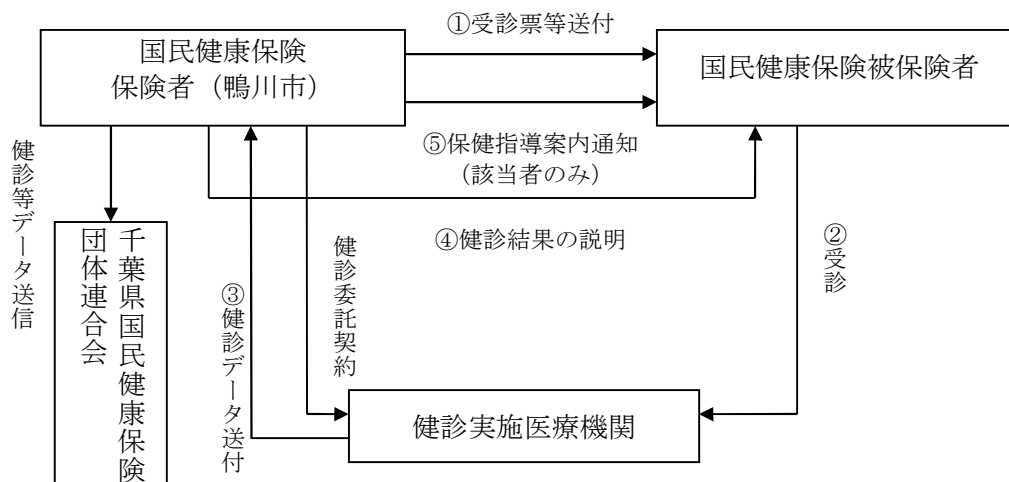 ①受診票等送付
国民健康保険
保険者（鴨川市）
国民健康保険被保険者
⑤保健指導案内通知
（該当者のみ）
健診等データ送信
④健診結果の説明
②受診
千葉県国民健康保険
団体連合会
③健診データ送付
健診委託契約
健診実施医療機関